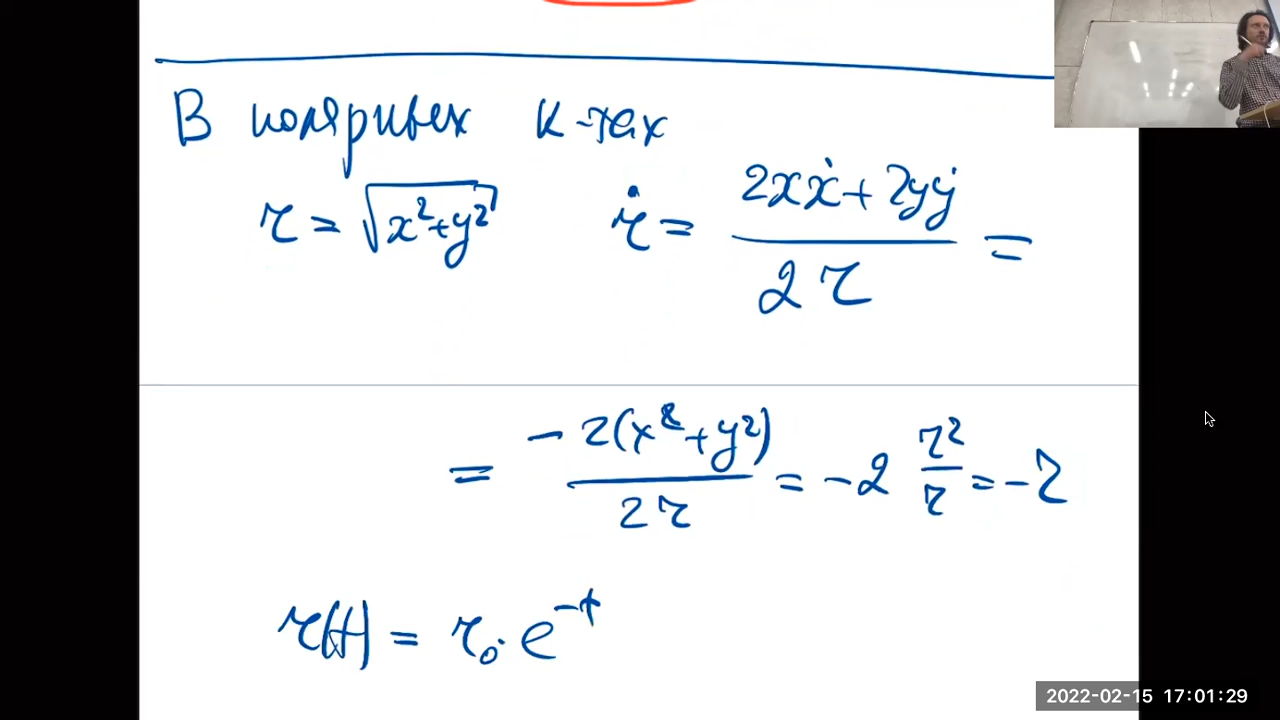 В полярных к-тах
r = √(x²+y²)   ṙ = (2xẋ + 2yẏ)/(2r) =
= −2(x²+y²)/(2r) = −2 r²/r = −r
r(t) = r₀·e^(−t)
2022-02-15 17:01:29